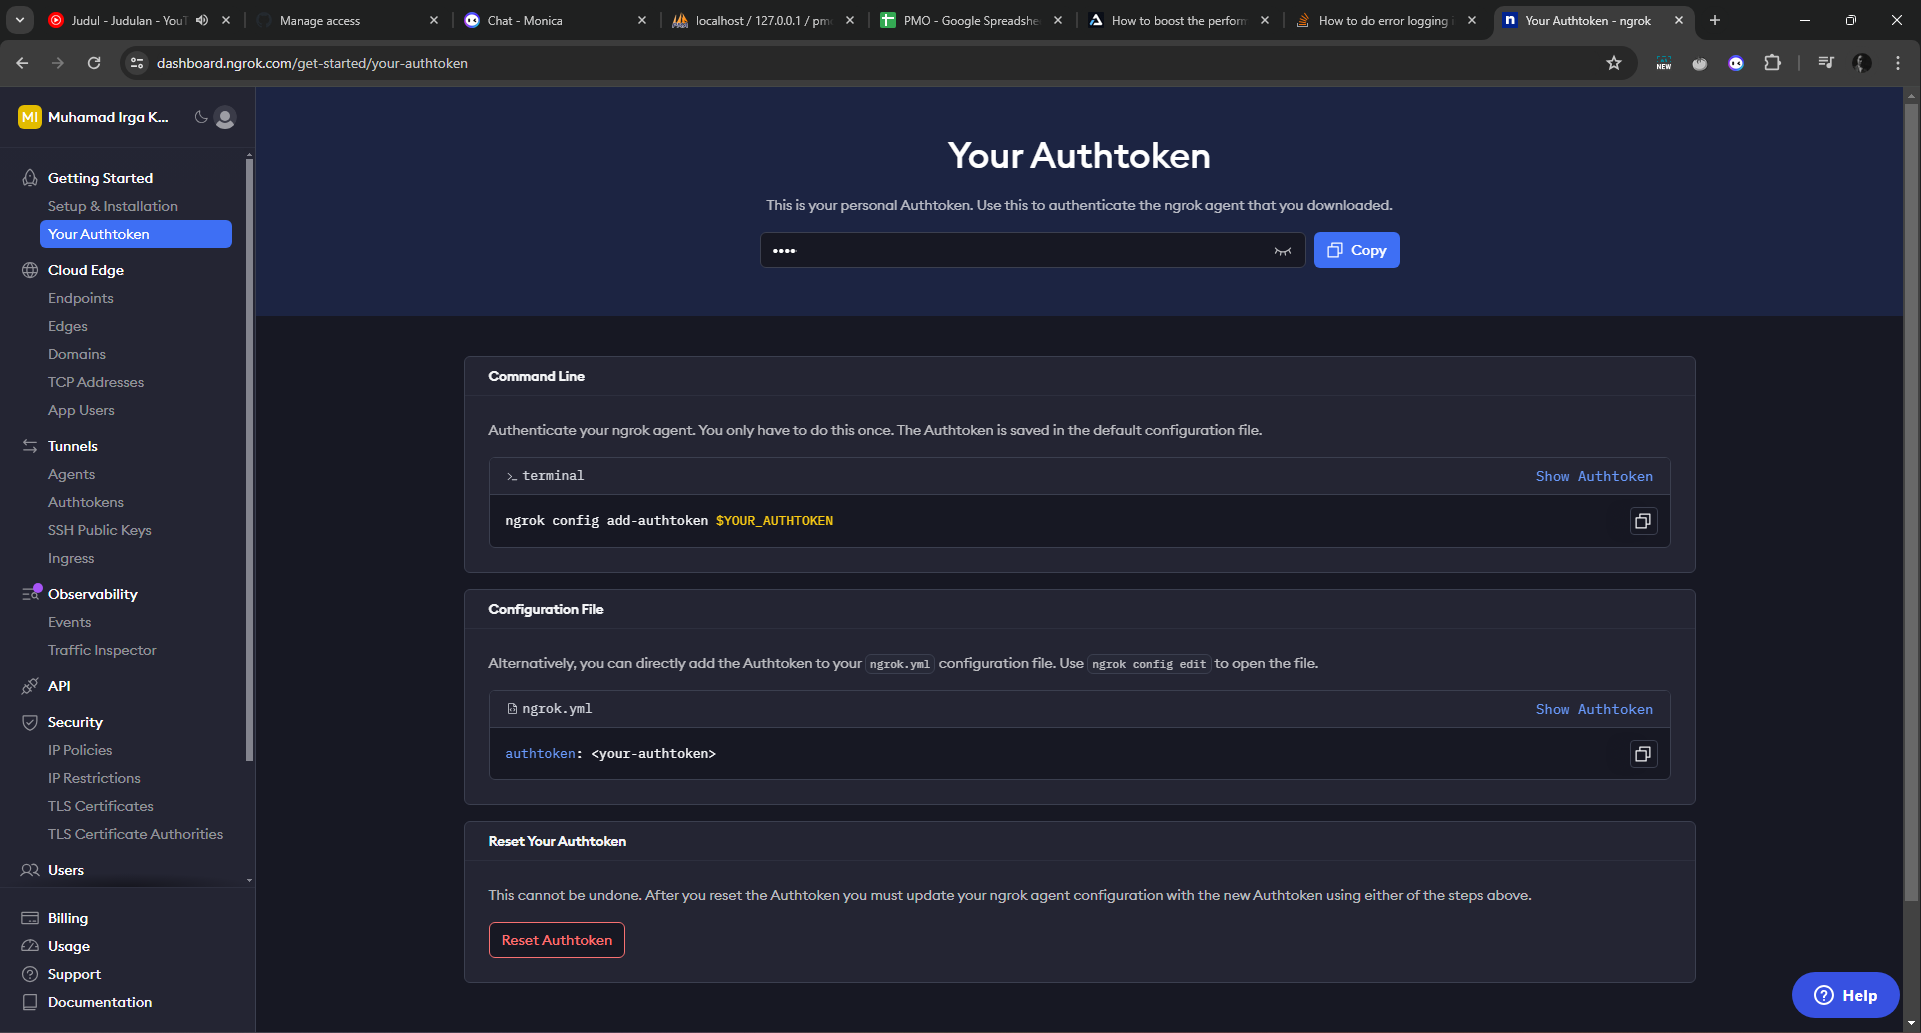 Judul - Judulan - YouT
Manage access
Chat - Monica
localhost / 127.0.0.1 / pm
PMO - Google Spreadshe
How to boost the perforn
How to do error logging
Your Authtoken - ngrok
dashboard.ngrok.com/get-started/your-authtoken
NEW
MI
Muhamad Irga K...
Getting Started
Setup & Installation
Your Authtoken
Cloud Edge
Endpoints
Edges
Domains
TCP Addresses
App Users
Tunnels
Agents
Authtokens
SSH Public Keys
Ingress
Observability
Events
Traffic Inspector
API
Security
IP Policies
IP Restrictions
TLS Certificates
TLS Certificate Authorities
Users
Billing
Usage
Support
Documentation
Your Authtoken
This is your personal Authtoken. Use this to authenticate the ngrok agent that you downloaded.
••••
Copy
Command Line
Authenticate your ngrok agent. You only have to do this once. The Authtoken is saved in the default configuration file.
terminal
Show Authtoken
ngrok config add-authtoken $YOUR_AUTHTOKEN
Configuration File
Alternatively, you can directly add the Authtoken to your ngrok.yml configuration file. Use ngrok config edit to open the file.
ngrok.yml
Show Authtoken
authtoken: <your-authtoken>
Reset Your Authtoken
This cannot be undone. After you reset the Authtoken you must update your ngrok agent configuration with the new Authtoken using either of the steps above.
Reset Authtoken
Help